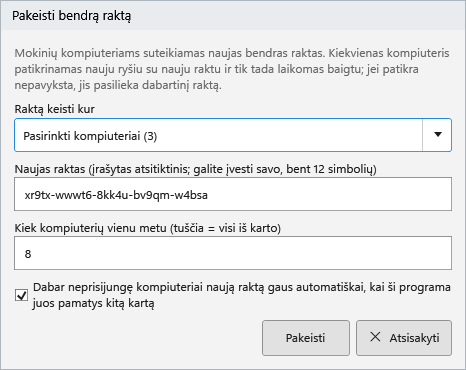 Pakeisti bendrą raktą
Mokinių kompiuteriams suteikiamas naujas bendras raktas. Kiekvienas kompiuteris
patikrinamas nauju ryšiu su nauju raktu ir tik tada laikomas baigtu; jei patikra
nepavyksta, jis pasilieka dabartinį raktą.
Raktą keisti kur
Pasirinkti kompiuteriai (3)
Naujas raktas (įrašytas atsitiktinis; galite įvesti savo, bent 12 simbolių)
xr9tx-wwwt6-8kk4u-bv9qm-w4bsa
Kiek kompiuterių vienu metu (tuščia = visi iš karto)
8
Dabar neprisijungę kompiuteriai naują raktą gaus automatiškai, kai ši programa
juos pamatys kitą kartą
Pakeisti
Atsisakyti